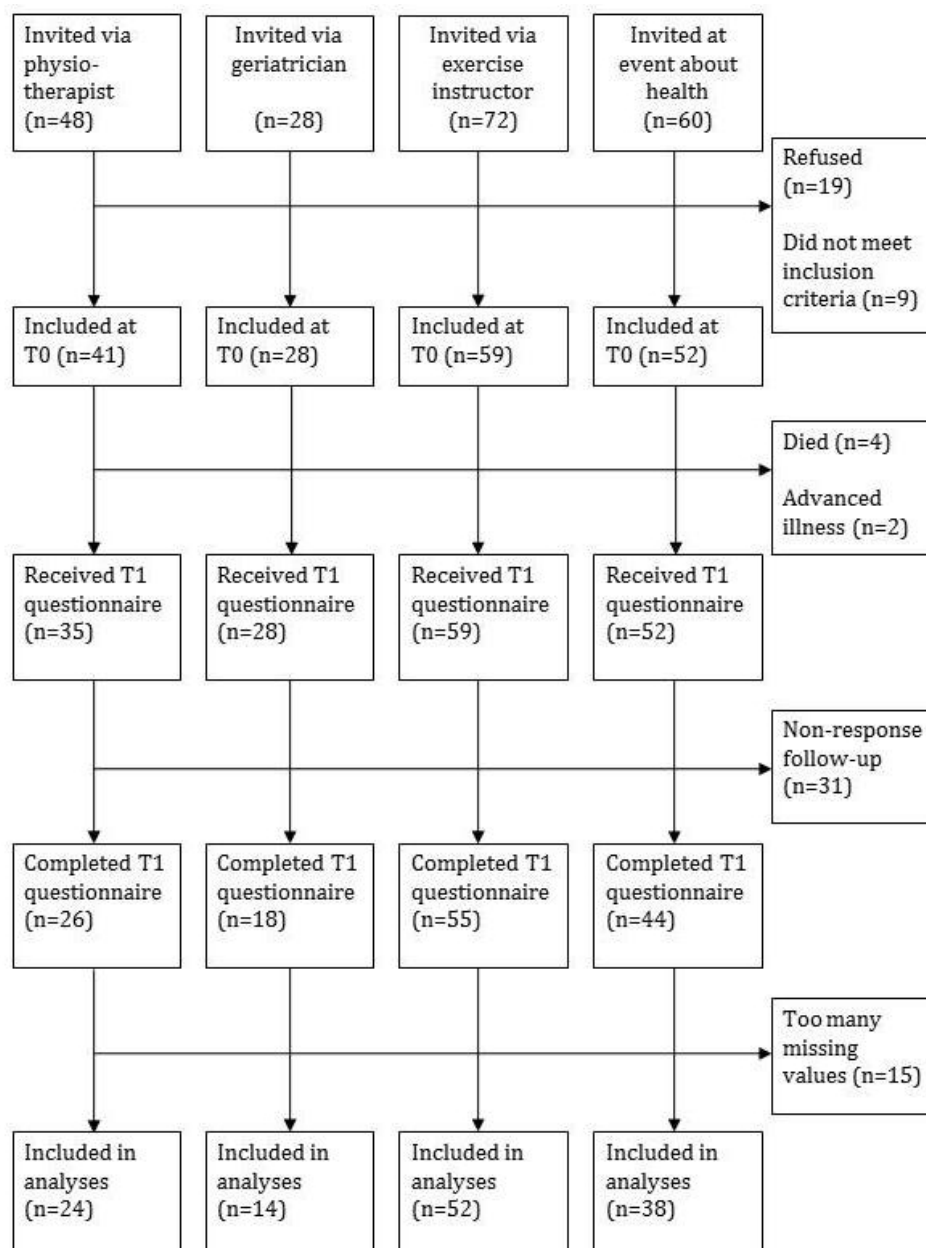 Invited via
physio-
therapist
(n=48)
Invited via
geriatrician
(n=28)
Invited via
exercise
instructor
(n=72)
Invited at
event about
health
(n=60)
Refused
(n=19)
Did not meet
inclusion
criteria (n=9)
Included at
T0 (n=41)
Included at
T0 (n=28)
Included at
T0 (n=59)
Included at
T0 (n=52)
Died (n=4)
Advanced
illness (n=2)
Received T1
questionnaire
(n=35)
Received T1
questionnaire
(n=28)
Received T1
questionnaire
(n=59)
Received T1
questionnaire
(n=52)
Non-response
follow-up
(n=31)
Completed T1
questionnaire
(n=26)
Completed T1
questionnaire
(n=18)
Completed T1
questionnaire
(n=55)
Completed T1
questionnaire
(n=44)
Too many
missing
values (n=15)
Included in
analyses
(n=24)
Included in
analyses
(n=14)
Included in
analyses
(n=52)
Included in
analyses
(n=38)